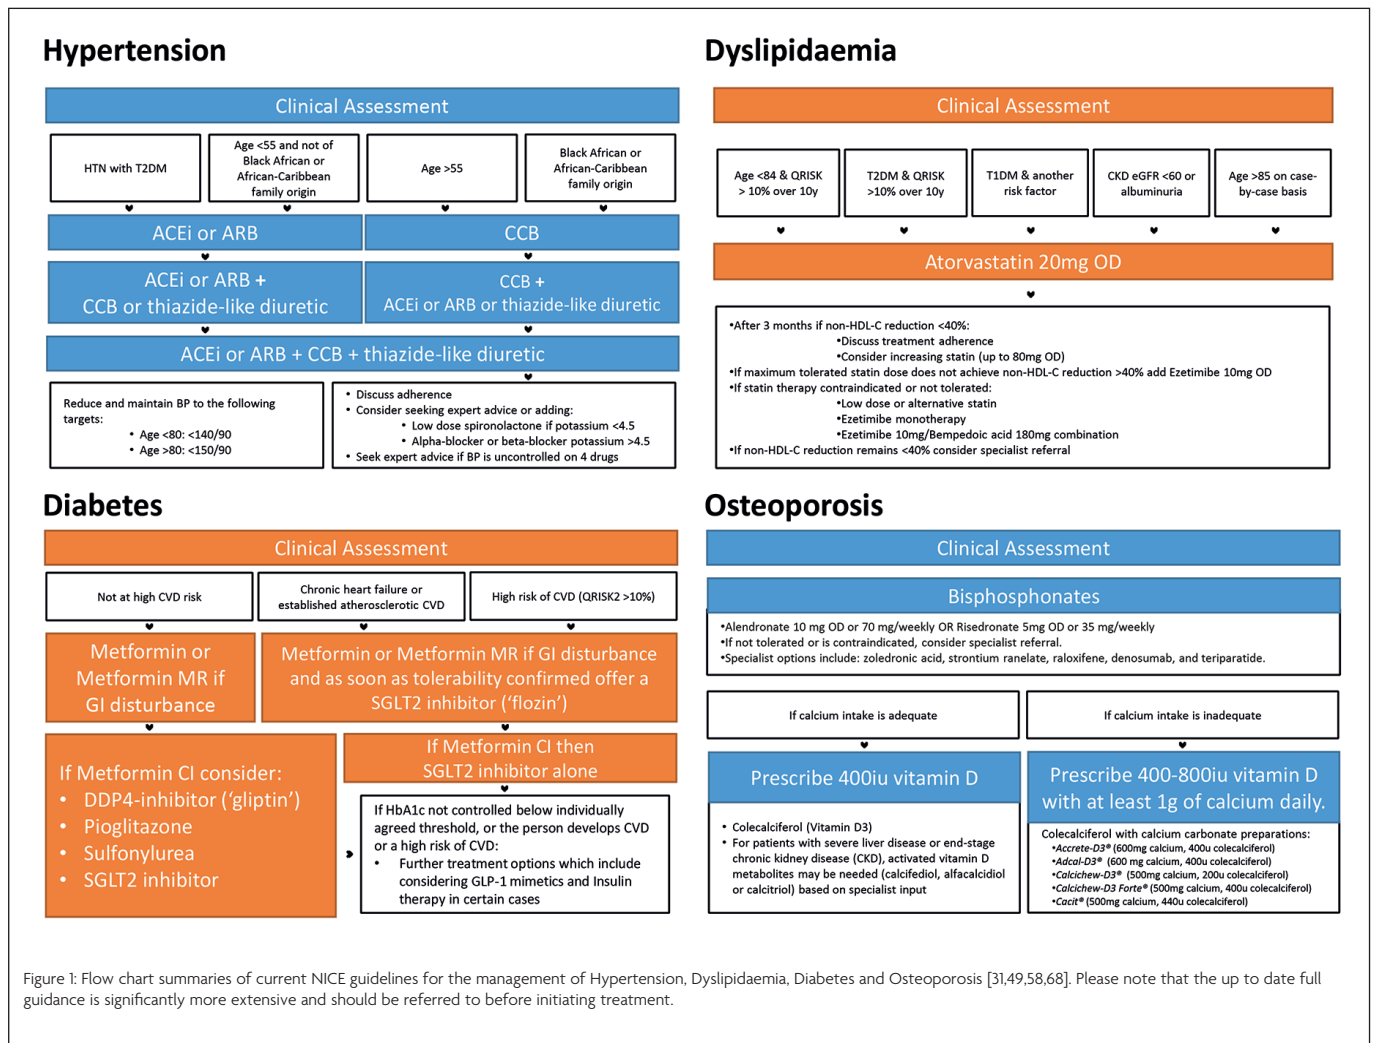 Hypertension
Clinical Assessment
HTN with T2DM
Age <55 and not of
Black African or
African-Caribbean
family origin
Age >55
Black African or
African-Caribbean
family origin
ACEi or ARB
CCB
ACEi or ARB +
CCB or thiazide-like diuretic
CCB +
ACEi or ARB or thiazide-like diuretic
ACEi or ARB + CCB + thiazide-like diuretic
Reduce and maintain BP to the following
targets:
• Age <80: <140/90
• Age >80: <150/90
• Discuss adherence
• Consider seeking expert advice or adding:
• Low dose spironolactone if potassium <4.5
• Alpha-blocker or beta-blocker potassium >4.5
• Seek expert advice if BP is uncontrolled on 4 drugs
Dyslipidaemia
Clinical Assessment
Age <84 & QRISK
> 10% over 10y
T2DM & QRISK
>10% over 10y
T1DM & another
risk factor
CKD eGFR <60 or
albuminuria
Age >85 on case-
by-case basis
Atorvastatin 20mg OD
•After 3 months if non-HDL-C reduction <40%:
•Discuss treatment adherence
•Consider increasing statin (up to 80mg OD)
•If maximum tolerated statin dose does not achieve non-HDL-C reduction >40% add Ezetimibe 10mg OD
•If statin therapy contraindicated or not tolerated:
•Low dose or alternative statin
•Ezetimibe monotherapy
•Ezetimibe 10mg/Bempedoic acid 180mg combination
•If non-HDL-C reduction remains <40% consider specialist referral
Diabetes
Clinical Assessment
Not at high CVD risk
Chronic heart failure or
established atherosclerotic CVD
High risk of CVD (QRISK2 >10%)
Metformin or
Metformin MR if
GI disturbance
Metformin or Metformin MR if GI disturbance
and as soon as tolerability confirmed offer a
SGLT2 inhibitor (‘flozin’)
If Metformin CI consider:
• DDP4-inhibitor (‘gliptin’)
• Pioglitazone
• Sulfonylurea
• SGLT2 inhibitor
If Metformin CI then
SGLT2 inhibitor alone
If HbA1c not controlled below individually
agreed threshold, or the person develops CVD
or a high risk of CVD:
• Further treatment options which include
considering GLP-1 mimetics and Insulin
therapy in certain cases
Osteoporosis
Clinical Assessment
Bisphosphonates
•Alendronate 10 mg OD or 70 mg/weekly OR Risedronate 5mg OD or 35 mg/weekly
•If not tolerated or is contraindicated, consider specialist referral.
•Specialist options include: zoledronic acid, strontium ranelate, raloxifene, denosumab, and teriparatide.
If calcium intake is adequate
If calcium intake is inadequate
Prescribe 400iu vitamin D
Prescribe 400-800iu vitamin D
with at least 1g of calcium daily.
• Colecalciferol (Vitamin D3)
• For patients with severe liver disease or end-stage
chronic kidney disease (CKD), activated vitamin D
metabolites may be needed (calcifediol, alfacalcidiol
or calcitriol) based on specialist input
Colecalciferol with calcium carbonate preparations:
•Accrete-D3® (600mg calcium, 400u colecalciferol)
•Adcal-D3® (600 mg calcium, 400u colecalciferol)
•Calcichew-D3® (500mg calcium, 200u colecalciferol)
•Calcichew-D3 Forte® (500mg calcium, 400u colecalciferol)
•Cacit® (500mg calcium, 440u colecalciferol)
Figure 1: Flow chart summaries of current NICE guidelines for the management of Hypertension, Dyslipidaemia, Diabetes and Osteoporosis [31,49,58,68]. Please note that the up to date full
guidance is significantly more extensive and should be referred to before initiating treatment.